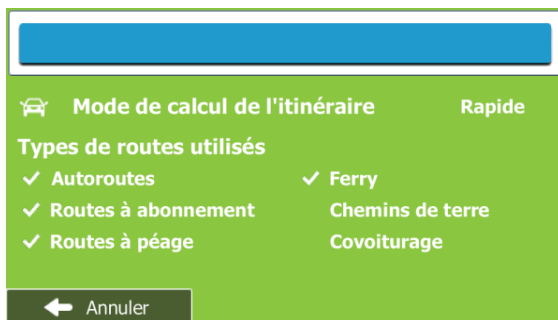 Mode de calcul de l'itinéraire Rapide
Types de routes utilisés
Autoroutes Ferry
Routes à abonnement Chemins de terre
Routes à péage Covoiturage
Annuler